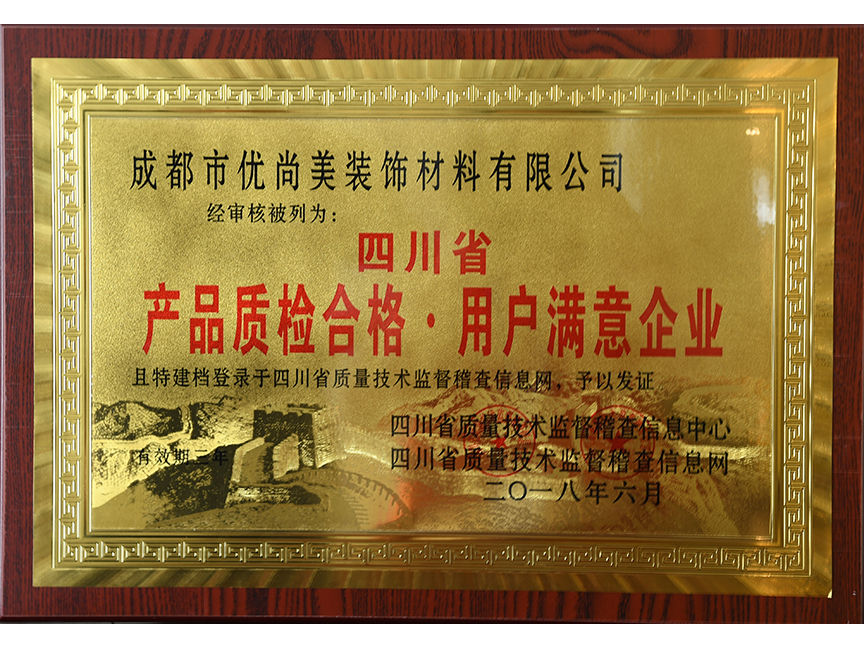 成都市优尚美装饰材料有限公司
经审核被列为：
四川省
产品质检合格·用户满意企业
且特建档登录于四川省质量技术监督稽查信息网，予以发证
四川省质量技术监督稽查信息中心
有效期三年
四川省质量技术监督稽查信息网
二〇一八年六月